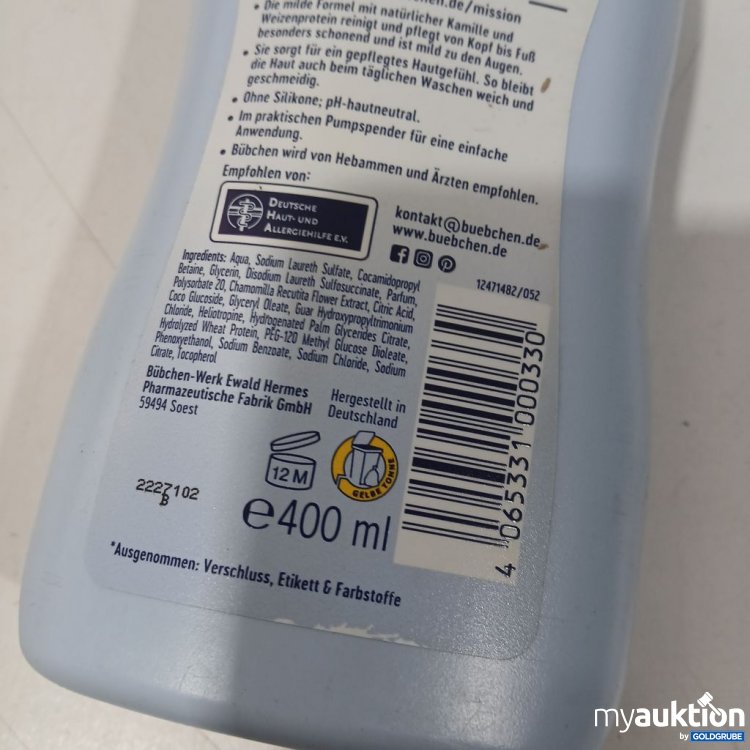 buebchen.de/mission
• Die milde Formel mit natürlicher Kamille und
Weizenprotein reinigt und pflegt von Kopf bis Fuß
besonders schonend und ist mild zu den Augen.
• Sie sorgt für ein gepflegtes Hautgefühl. So bleibt
die Haut auch beim täglichen Waschen weich und
geschmeidig.
• Ohne Silikone; pH-hautneutral.
• Im praktischen Pumpspender für eine einfache
Anwendung.
• Bübchen wird von Hebammen und Ärzten empfohlen.
Empfohlen von:
DEUTSCHE
HAUT- UND
ALLERGIEHILFE E.V.
kontakt@buebchen.de
www.buebchen.de
12471482/052
Ingredients: Aqua, Sodium Laureth Sulfate, Cocamidopropyl
Betaine, Glycerin, Disodium Laureth Sulfosuccinate, Parfum,
Polysorbate 20, Chamomilla Recutita Flower Extract, Citric Acid,
Coco Glucoside, Glyceryl Oleate, Guar Hydroxypropyltrimonium
Chloride, Heliotropine, Hydrogenated Palm Glycerides Citrate,
Hydrolyzed Wheat Protein, PEG-120 Methyl Glucose Dioleate,
Phenoxyethanol, Sodium Benzoate, Sodium Chloride, Sodium
Citrate, Tocopherol
Bübchen-Werk Ewald Hermes
Pharmazeutische Fabrik GmbH
59494 Soest
Hergestellt in
Deutschland
12 M
GELBE TONNE
2227102
B
e400 ml
4 065331 000330
*Ausgenommen: Verschluss, Etikett & Farbstoffe
myauktion
by GOLDGRUBE